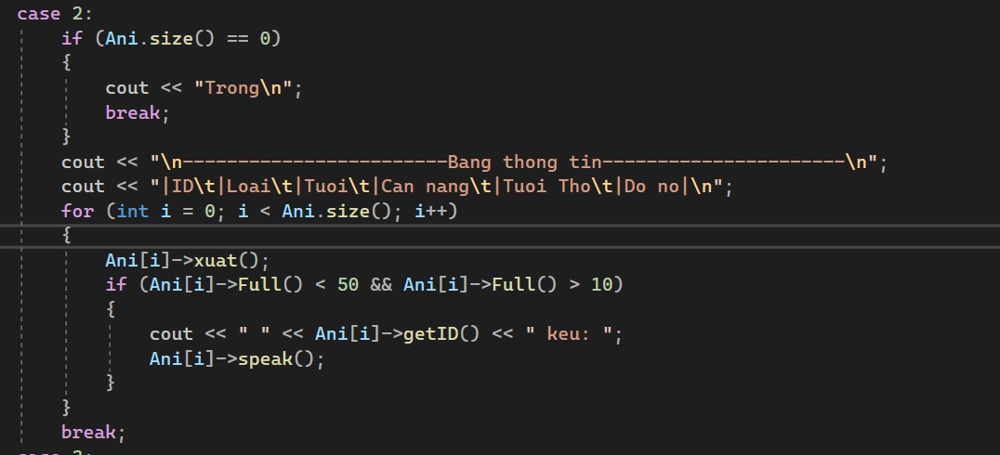 case 2:
    if (Ani.size() == 0)
    {
        cout << "Trong\n";
        break;
    }
    cout << "\n------------------------Bang thong tin----------------------\n";
    cout << "|ID\t|Loai\t|Tuoi\t|Can nang\t|Tuoi Tho\t|Do no|\n";
    for (int i = 0; i < Ani.size(); i++)
    {
        Ani[i]->xuat();
        if (Ani[i]->Full() < 50 && Ani[i]->Full() > 10)
        {
            cout << " " << Ani[i]->getID() << " keu: ";
            Ani[i]->speak();
        }
    }
    break;